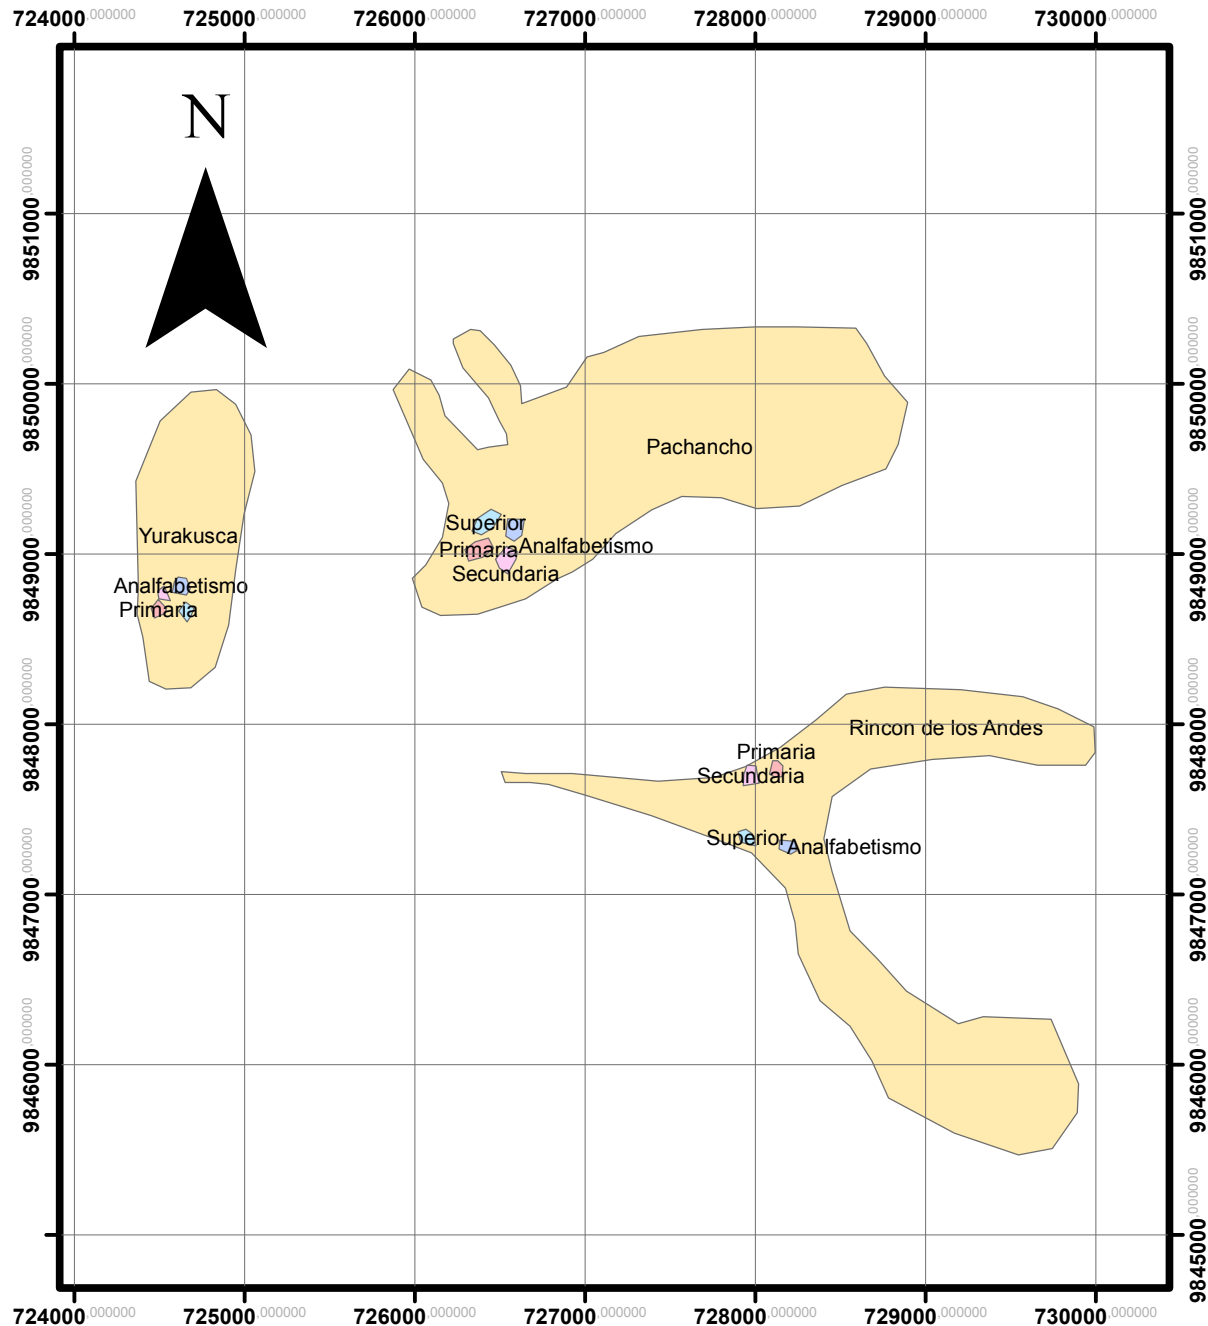 724000,000000 725000,000000 726000,000000 727000,000000 728000,000000 729000,000000 730000,000000
N
9851000,000000 9851000,000000
9850000,000000 9850000,000000
Pachancho
Superior
Yurakusca
Primaria Analfabetismo
9849000,000000 9849000,000000
Secundaria
Analfabetismo
Primaria
9848000,000000 Rincon de los Andes 9848000,000000
Primaria
Secundaria
Superior Analfabetismo
9847000,000000 9847000,000000
9846000,000000 9846000,000000
9845000,000000
724000,000000 725000,000000 726000,000000 727000,000000 728000,000000 729000,000000 730000,000000